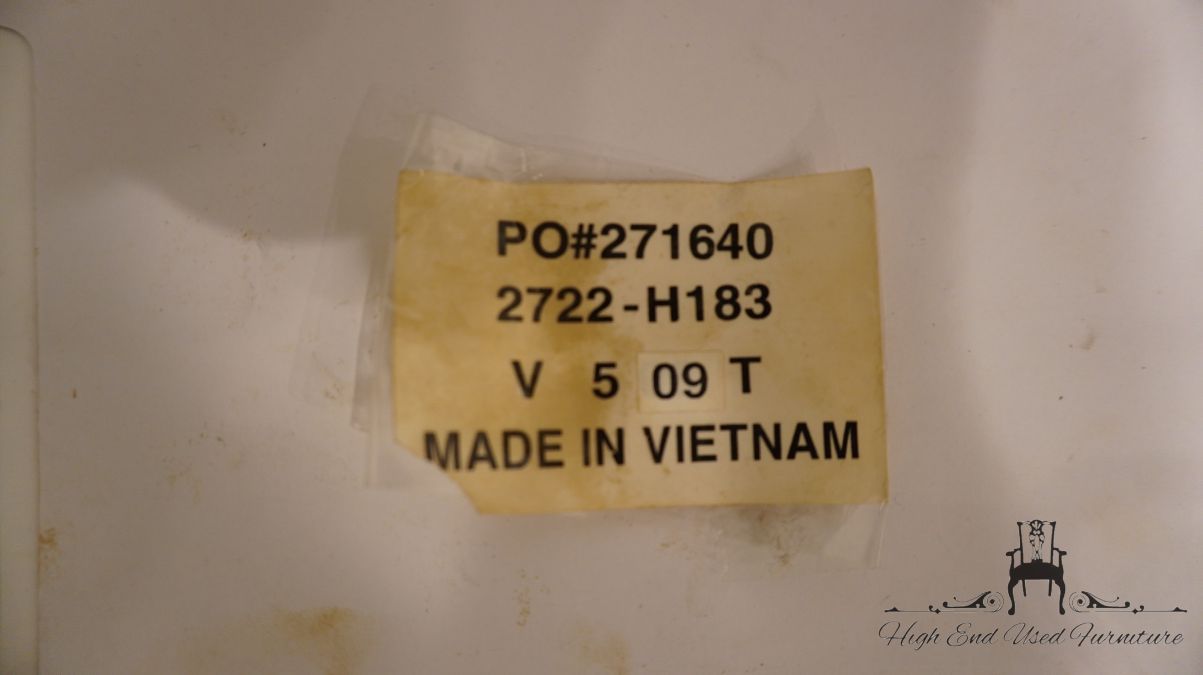 PO#271640
2722-H183
V 5 09 T
MADE IN VIETNAM
High End Used Furniture